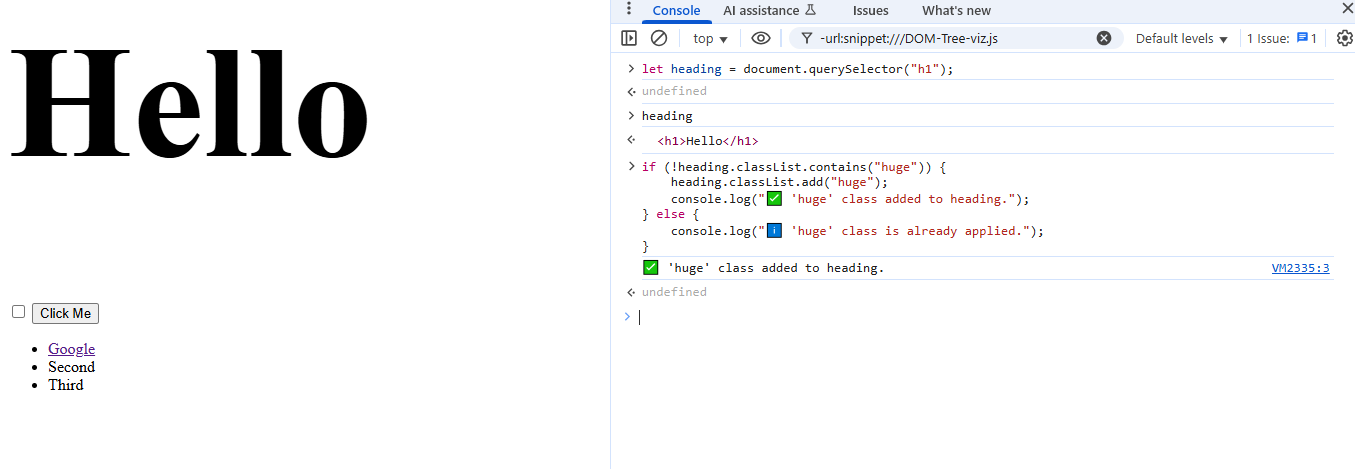 Hello
Click Me
Google
Second
Third
Console AI assistance Issues What's new
top -url:snippet:///DOM-Tree-viz.js Default levels 1 Issue: 1
let heading = document.querySelector("h1");
undefined
heading
<h1>Hello</h1>
if (!heading.classList.contains("huge")) {
    heading.classList.add("huge");
    console.log("✅ 'huge' class added to heading.");
} else {
    console.log("ℹ️ 'huge' class is already applied.");
}
✅ 'huge' class added to heading. VM2335:3
undefined